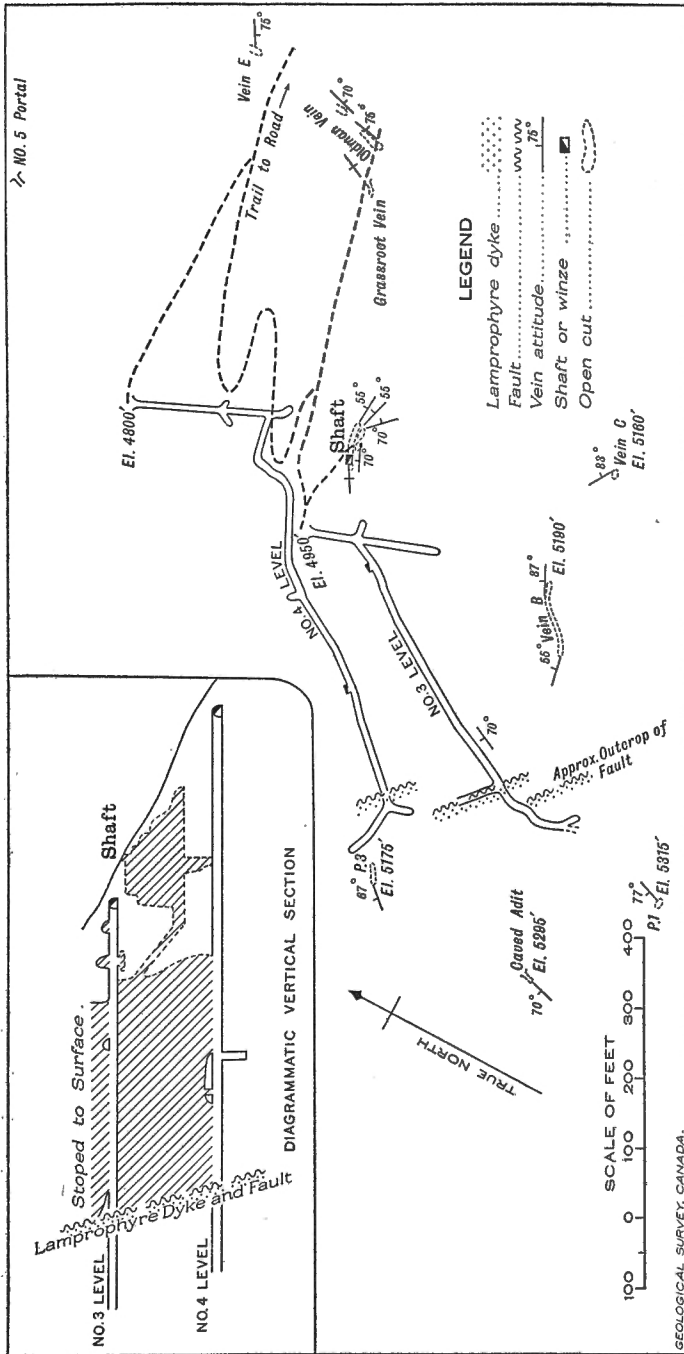 NO. 5 Portal
Vein E
75°
Trail to Road
70°
75°
Oldman Vein
Grassroot Vein
El. 4800'
Shaft
55°
55°
70°
70°
NO.4 LEVEL
El. 4950'
NO.3 LEVEL
70°
LEGEND
Lamprophyre dyke
Fault
Vein attitude
75°
Shaft or winze
Open cut
83°
Vein C
El. 5160'
55° Vein B 87°
El. 5190'
Approx. Outcrop of
Fault
67° P.3
El. 5175'
70° Caved Adit
El. 5295'
77°
P.1 El. 5315'
TRUE NORTH
SCALE OF FEET
100 0 100 200 300 400
Stoped to Surface.
Shaft
NO.3 LEVEL
Lamprophyre Dyke and Fault
NO.4 LEVEL
DIAGRAMMATIC VERTICAL SECTION
GEOLOGICAL SURVEY, CANADA.